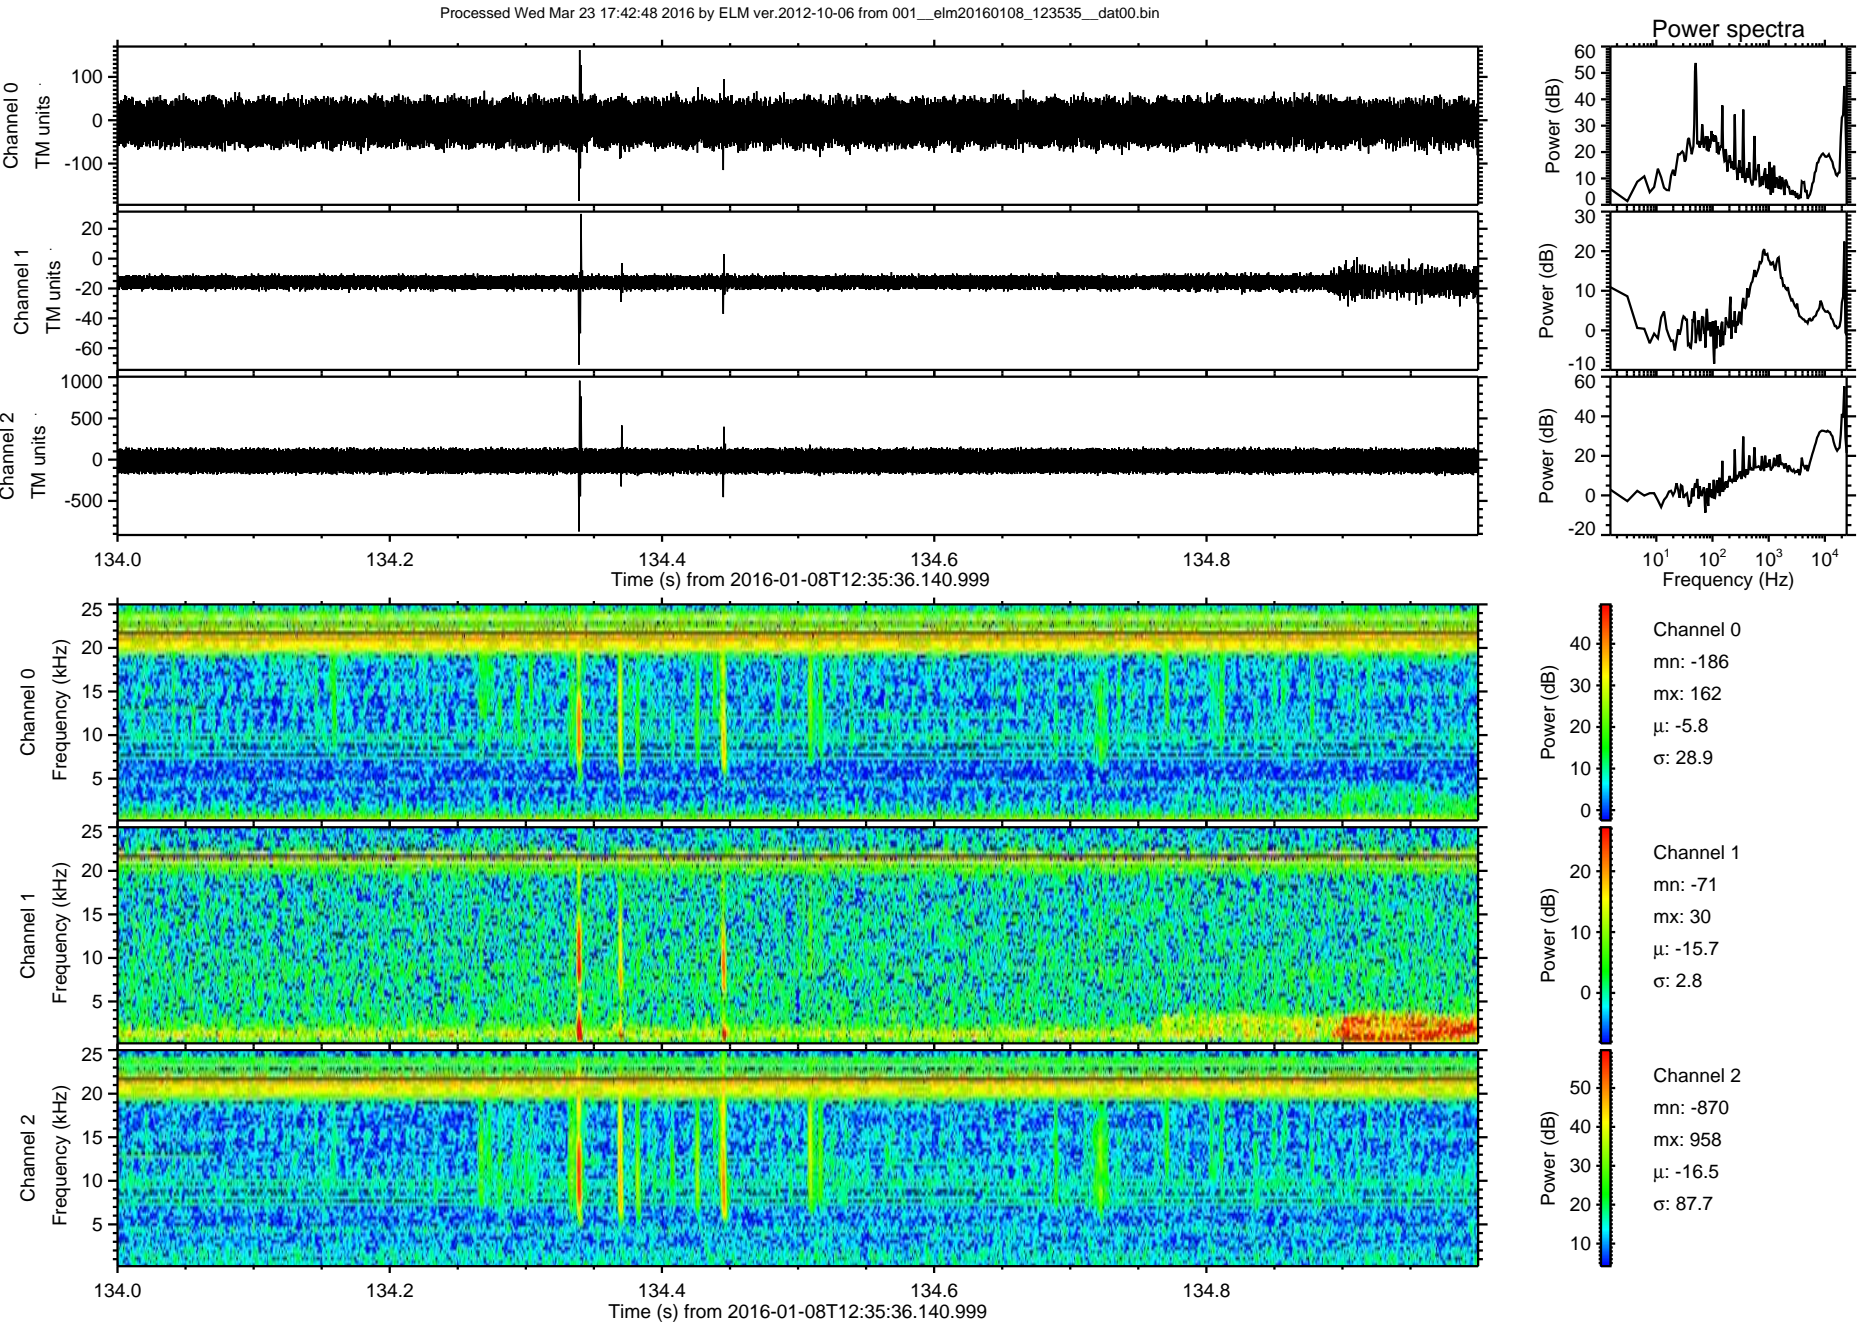 Processed Wed Mar 23 17:42:48 2016 by ELM ver.2012-10-06 from 001__elm20160108_123535__dat00.bin
Power spectra
Channel 0
TM units
100
0
-100
Power (dB)
60
50
40
30
20
10
0
Channel 1
TM units
20
0
-20
-40
-60
Power (dB)
30
20
10
0
-10
Channel 2
TM units
1000
500
0
-500
Power (dB)
60
40
20
0
-20
134.0 134.2 134.4 134.6 134.8
Time (s) from 2016-01-08T12:35:36.140.999
10^1 10^2 10^3 10^4
Frequency (Hz)
Channel 0
Frequency (kHz)
25
20
15
10
5
Power (dB)
40
30
20
10
0
Channel 0
mn: -186
mx: 162
µ: -5.8
σ: 28.9
Channel 1
Frequency (kHz)
25
20
15
10
5
Power (dB)
20
10
0
Channel 1
mn: -71
mx: 30
µ: -15.7
σ: 2.8
Channel 2
Frequency (kHz)
25
20
15
10
5
Power (dB)
50
40
30
20
10
Channel 2
mn: -870
mx: 958
µ: -16.5
σ: 87.7
134.0 134.2 134.4 134.6 134.8
Time (s) from 2016-01-08T12:35:36.140.999